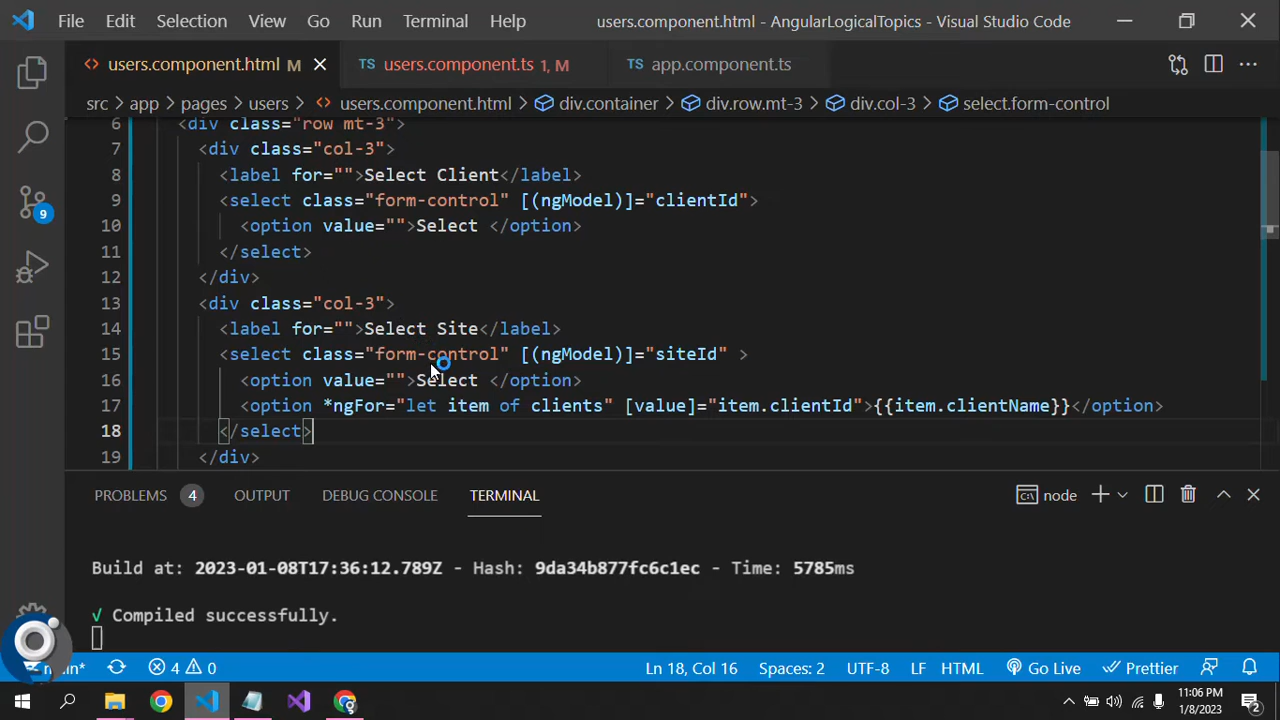 File Edit Selection View Go Run Terminal Help users.component.html - AngularLogicalTopics - Visual Studio Code
<> users.component.html M × TS users.component.ts 1, M TS app.component.ts
src > app > pages > users > <> users.component.html > div.container > div.row.mt-3 > div.col-3 > select.form-control
6 <div class="row mt-3">
7 <div class="col-3">
8 <label for="">Select Client</label>
9 <select class="form-control" [(ngModel)]="clientId">
10 <option value="">Select </option>
11 </select>
12 </div>
13 <div class="col-3">
14 <label for="">Select Site</label>
15 <select class="form-control" [(ngModel)]="siteId" >
16 <option value="">Select </option>
17 <option *ngFor="let item of clients" [value]="item.clientId">{{item.clientName}}</option>
18 </select>
19 </div>
9
PROBLEMS 4 OUTPUT DEBUG CONSOLE TERMINAL node
Build at: 2023-01-08T17:36:12.789Z - Hash: 9da34b877fc6c1ec - Time: 5785ms
√ Compiled successfully.
main* 4 0 Ln 18, Col 16 Spaces: 2 UTF-8 LF HTML Go Live Prettier
11:06 PM
1/8/2023
2